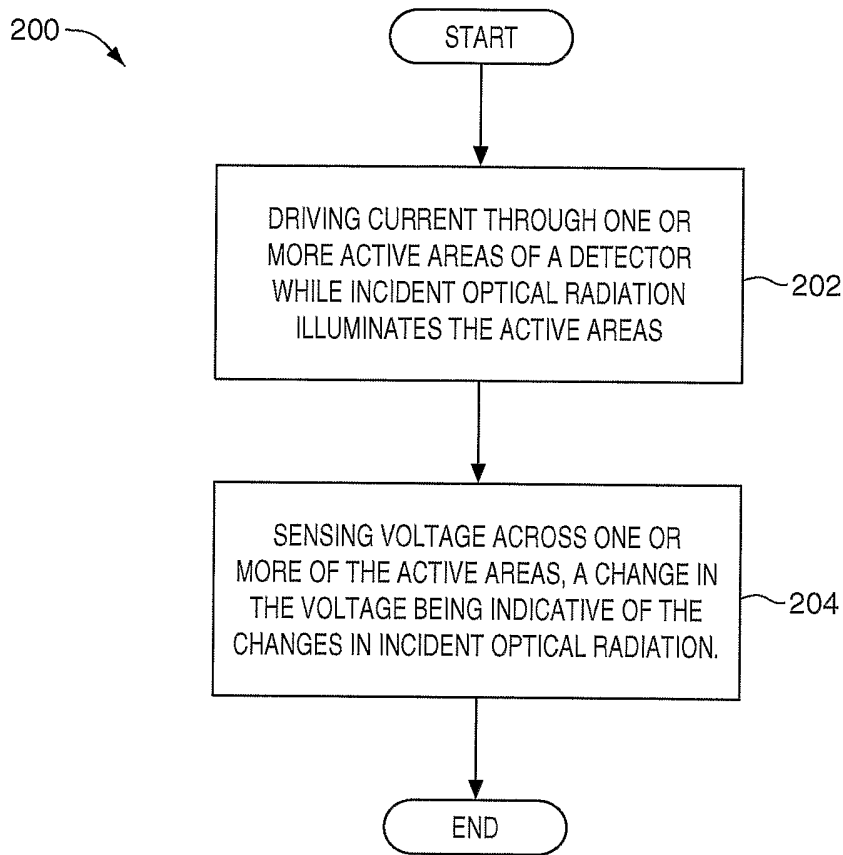 200
START
DRIVING CURRENT THROUGH ONE OR
MORE ACTIVE AREAS OF A DETECTOR
WHILE INCIDENT OPTICAL RADIATION
ILLUMINATES THE ACTIVE AREAS
202
SENSING VOLTAGE ACROSS ONE OR
MORE OF THE ACTIVE AREAS, A CHANGE IN
THE VOLTAGE BEING INDICATIVE OF THE
CHANGES IN INCIDENT OPTICAL RADIATION.
204
END